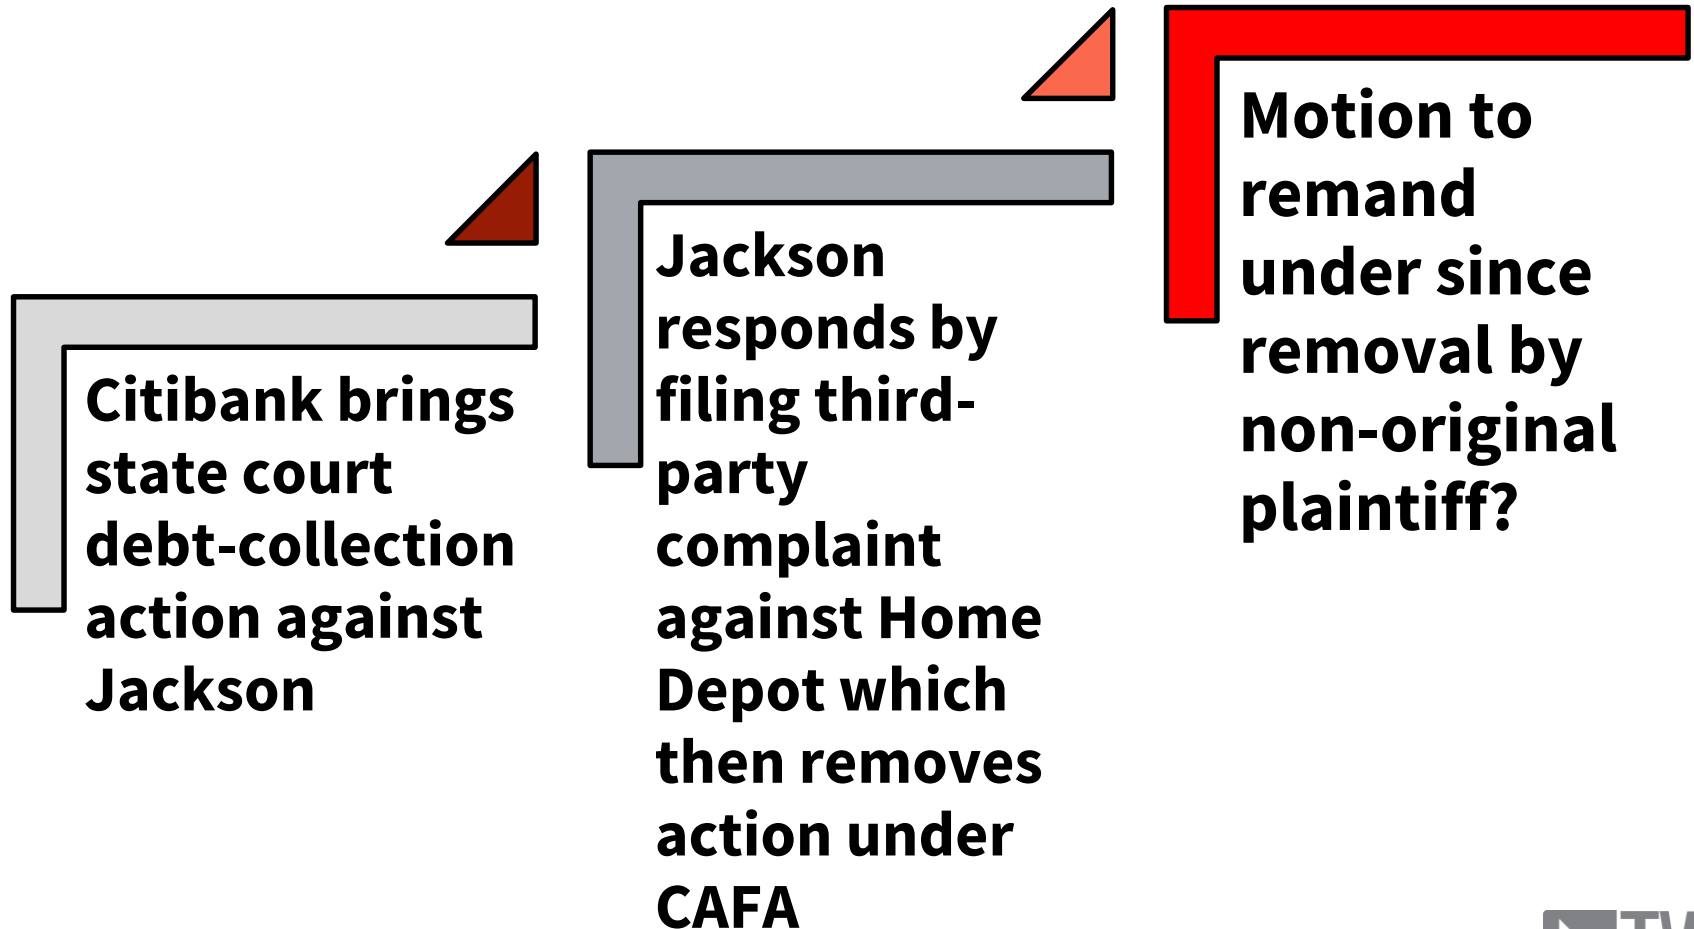 Citibank brings
state court
debt-collection
action against
Jackson
Jackson
responds by
filing third-
party
complaint
against Home
Depot which
then removes
action under
CAFA
Motion to
remand
under since
removal by
non-original
plaintiff?